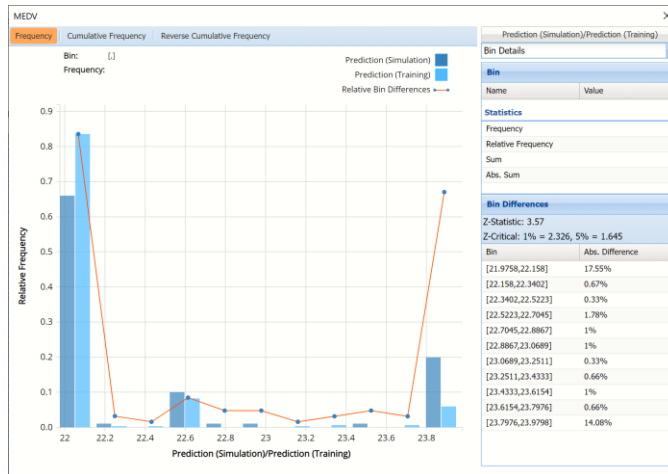 MEDV
Frequency
Cumulative Frequency
Reverse Cumulative Frequency
Bin: [,]
Frequency:
Prediction (Simulation)
Prediction (Training)
Relative Bin Differences
0.9
0.8
0.7
0.6
0.5
0.4
0.3
0.2
0.1
0.0
Relative Frequency
22 22.2 22.4 22.6 22.8 23 23.2 23.4 23.6 23.8
Prediction (Simulation)/Prediction (Training)
Prediction (Simulation)/Prediction (Training)
Bin Details
Bin
Name Value
Statistics
Frequency
Relative Frequency
Sum
Abs. Sum
Bin Differences
Z-Statistic: 3.57
Z-Critical: 1% = 2.326, 5% = 1.645
Bin Abs. Difference
[21.9758,22.158] 17.55%
[22.158,22.3402] 0.67%
[22.3402,22.5223] 0.33%
[22.5223,22.7045] 1.78%
[22.7045,22.8867] 1%
[22.8867,23.0689] 1%
[23.0689,23.2511] 0.33%
[23.2511,23.4333] 0.66%
[23.4333,23.6154] 1%
[23.6154,23.7976] 0.66%
[23.7976,23.9798] 14.08%